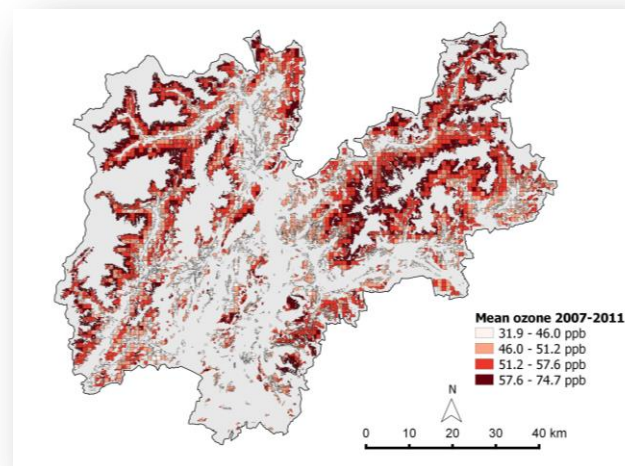 Mean ozone 2007-2011
31.9 - 46.0 ppb
46.0 - 51.2 ppb
51.2 - 57.6 ppb
57.6 - 74.7 ppb
N
0 10 20 30 40 km